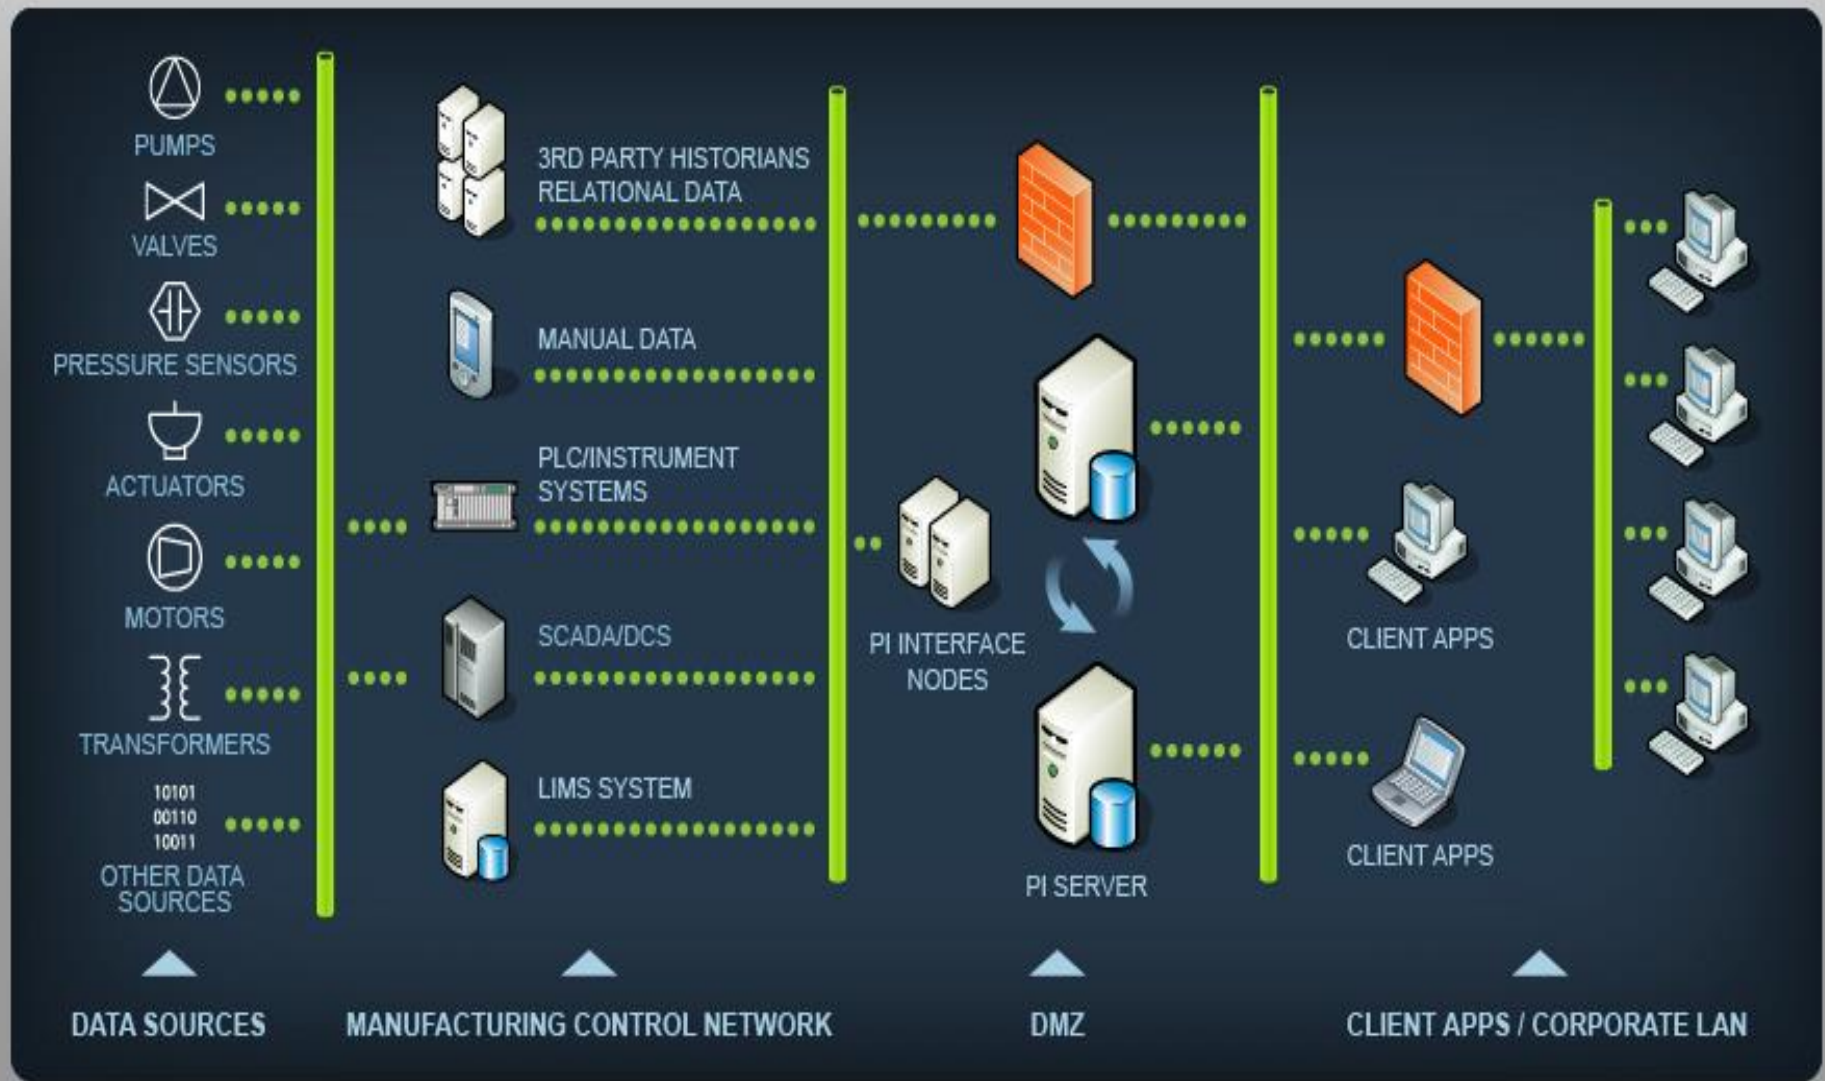 PUMPS
VALVES
PRESSURE SENSORS
ACTUATORS
MOTORS
TRANSFORMERS
10101
00110
10011
OTHER DATA
SOURCES
3RD PARTY HISTORIANS
RELATIONAL DATA
MANUAL DATA
PLC/INSTRUMENT
SYSTEMS
SCADA/DCS
LIMS SYSTEM
PI INTERFACE
NODES
PI SERVER
CLIENT APPS
CLIENT APPS
DATA SOURCES
MANUFACTURING CONTROL NETWORK
DMZ
CLIENT APPS / CORPORATE LAN